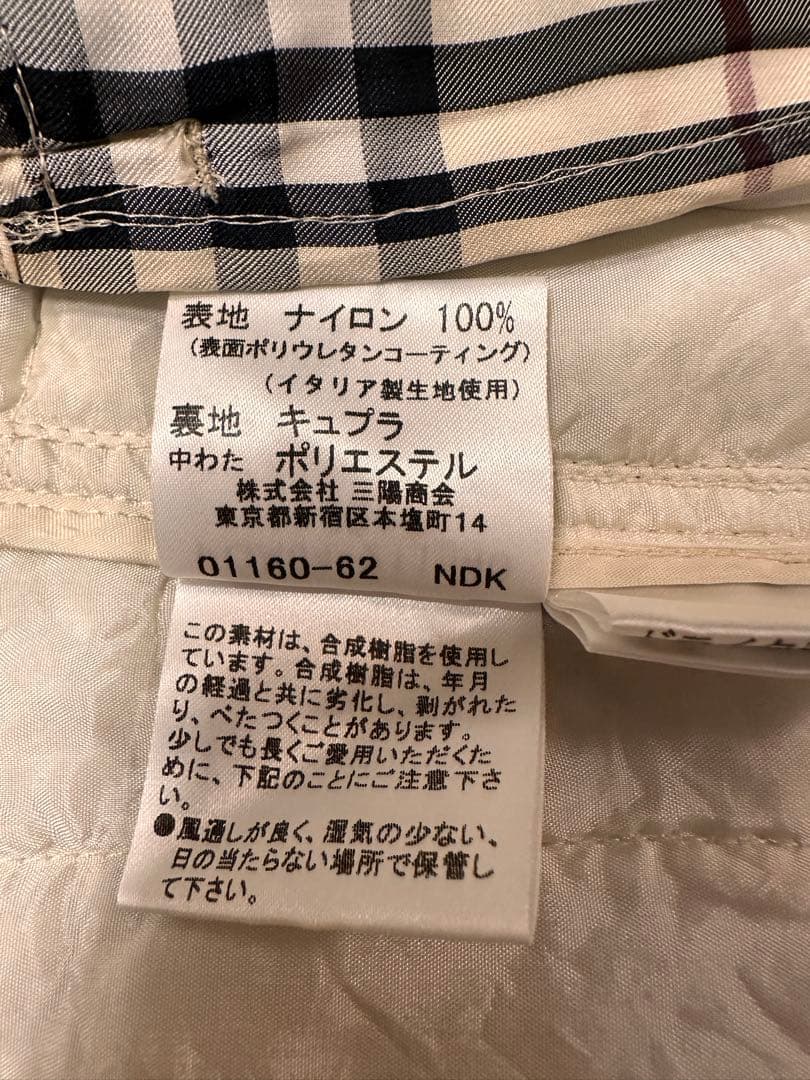 表地 ナイロン 100%
(表面ポリウレタンコーティング)
(イタリア製生地使用)
裏地 キュプラ
中わた ポリエステル
株式会社 三陽商会
東京都新宿区本塩町14
01160-62 NDK
この素材は、合成樹脂を使用し
ています。合成樹脂は、年月
の経過と共に劣化し、剥がれた
り、べたつくことがあります。
少しでも長くご愛用いただくた
めに、下記のことにご注意下さ
い。
●風通しが良く、湿気の少ない、
日の当たらない場所で保管し
て下さい。